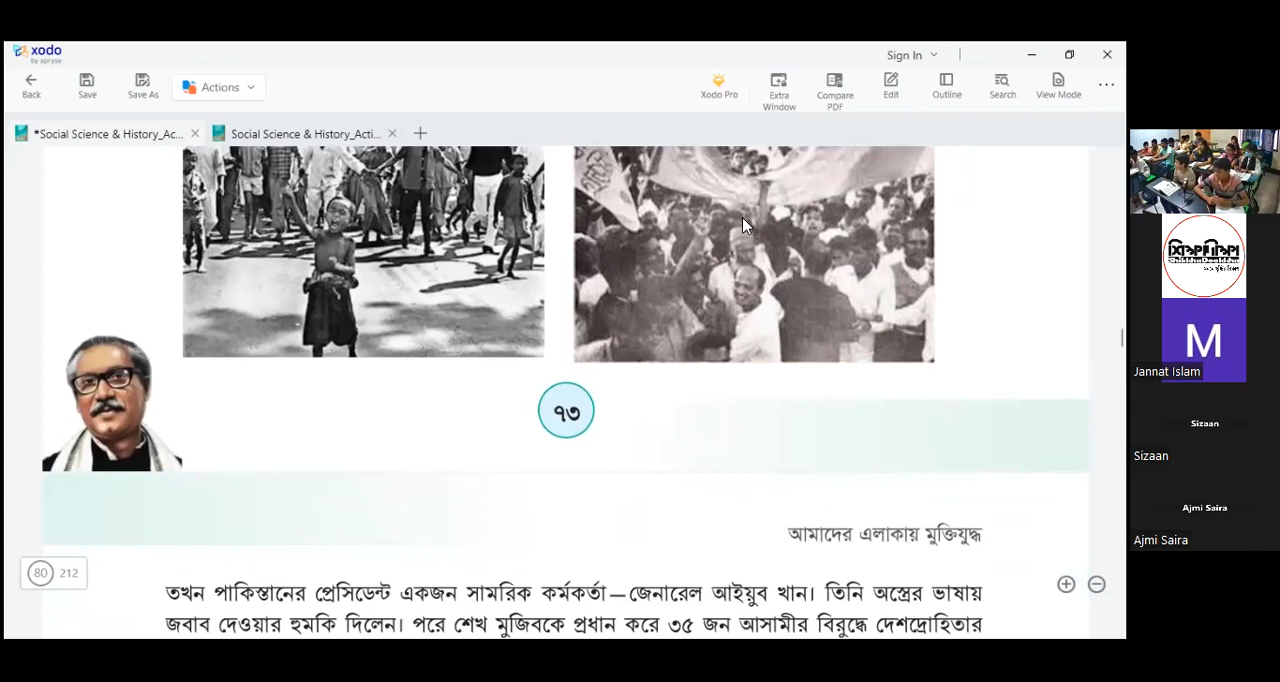 xodo
by apryse
Sign In
Back
Save
Save As
Actions
Xodo Pro
Extra Window
Compare PDF
Edit
Outline
Search
View Mode
*Social Science & History_Ac...
Social Science & History_Acti...
৭৩
আমাদের এলাকায় মুক্তিযুদ্ধ
80 212
তখন পাকিস্তানের প্রেসিডেন্ট একজন সামরিক কর্মকর্তা—জেনারেল আইয়ুব খান। তিনি অস্ত্রের ভাষায়
জবাব দেওয়ার হুমকি দিলেন। পরে শেখ মুজিবকে প্রধান করে ৩৫ জন আসামীর বিরুদ্ধে দেশদ্রোহিতার
M
Jannat Islam
Sizaan
Sizaan
Ajmi Saira
Ajmi Saira